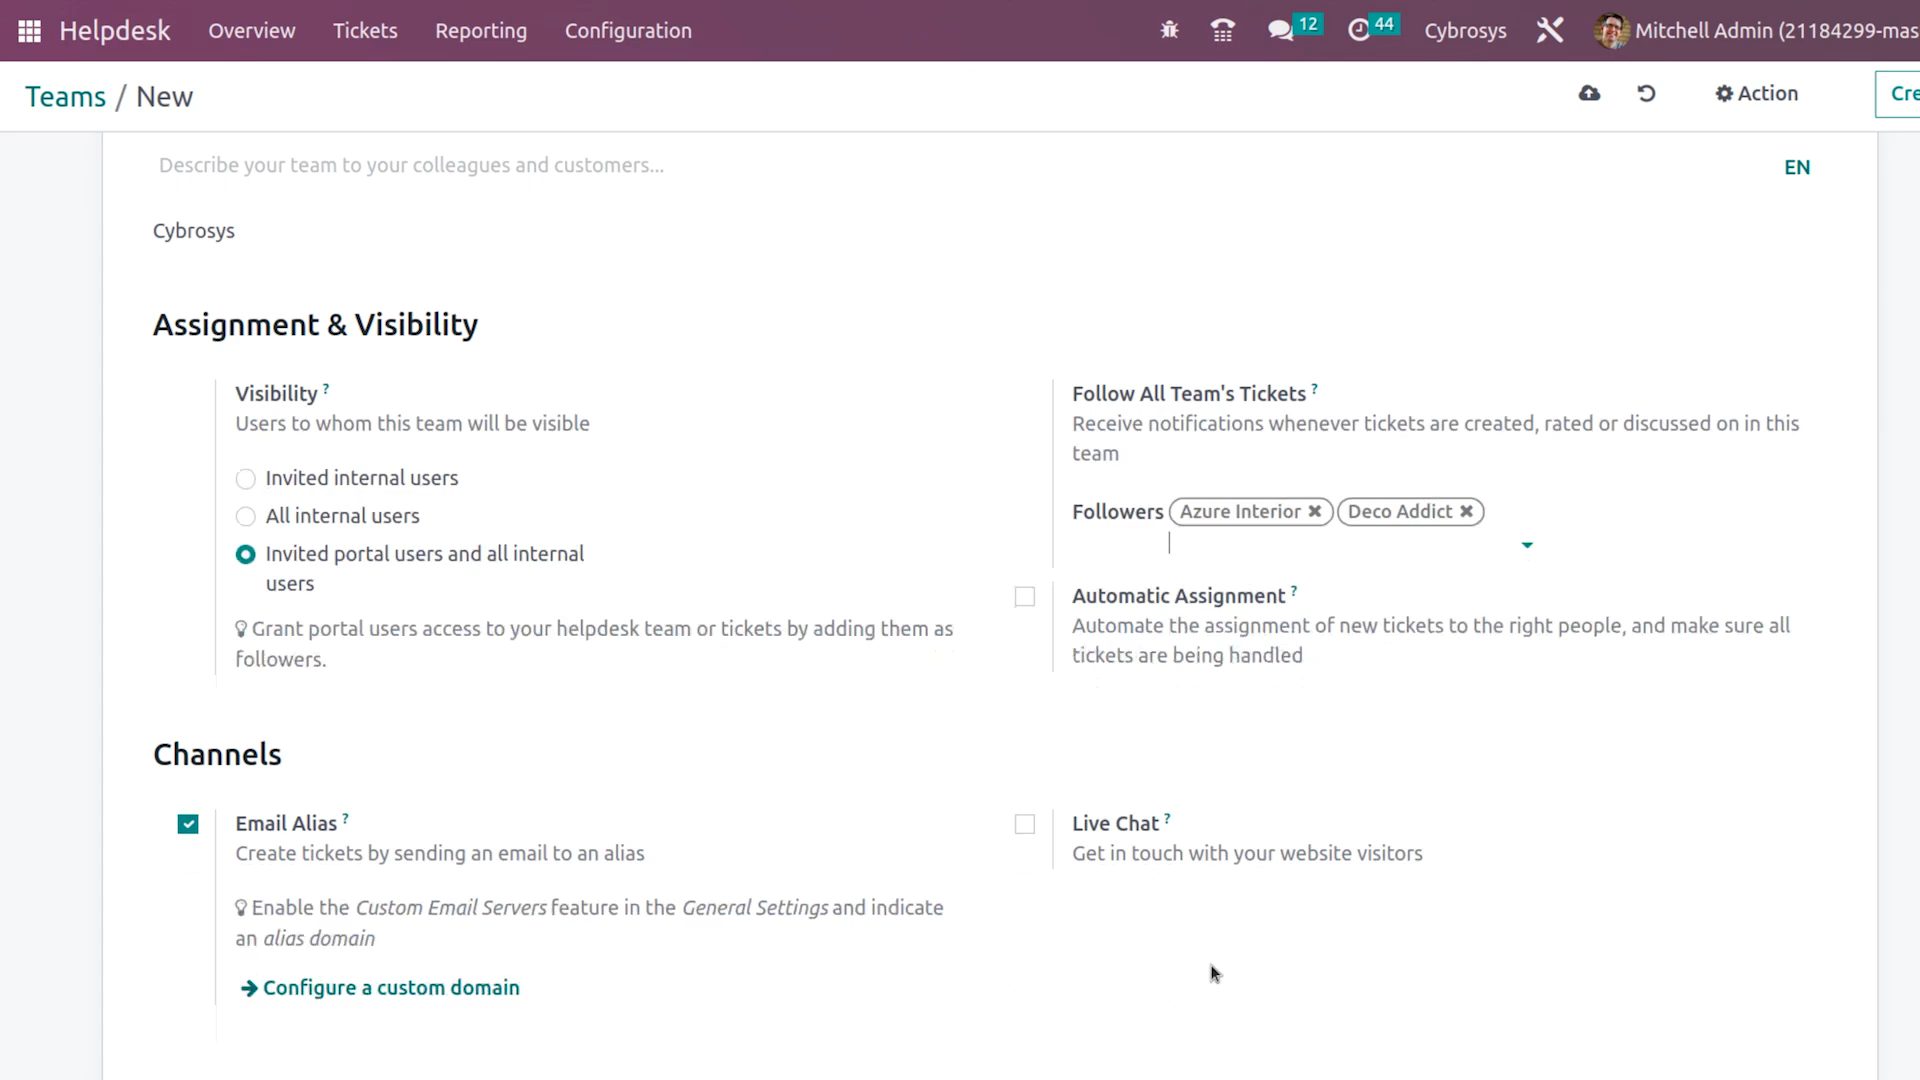 Helpdesk Overview Tickets Reporting Configuration 12 44 Cybrosys Mitchell Admin (21184299-mas
Teams / New Action Cre
Describe your team to your colleagues and customers... EN
Cybrosys
Assignment & Visibility
Visibility ?
Users to whom this team will be visible
Invited internal users
All internal users
Invited portal users and all internal
users
Grant portal users access to your helpdesk team or tickets by adding them as
followers.
Follow All Team's Tickets ?
Receive notifications whenever tickets are created, rated or discussed on in this
team
Followers Azure Interior Deco Addict
Automatic Assignment ?
Automate the assignment of new tickets to the right people, and make sure all
tickets are being handled
Channels
Email Alias ?
Create tickets by sending an email to an alias
Enable the Custom Email Servers feature in the General Settings and indicate
an alias domain
Configure a custom domain
Live Chat ?
Get in touch with your website visitors